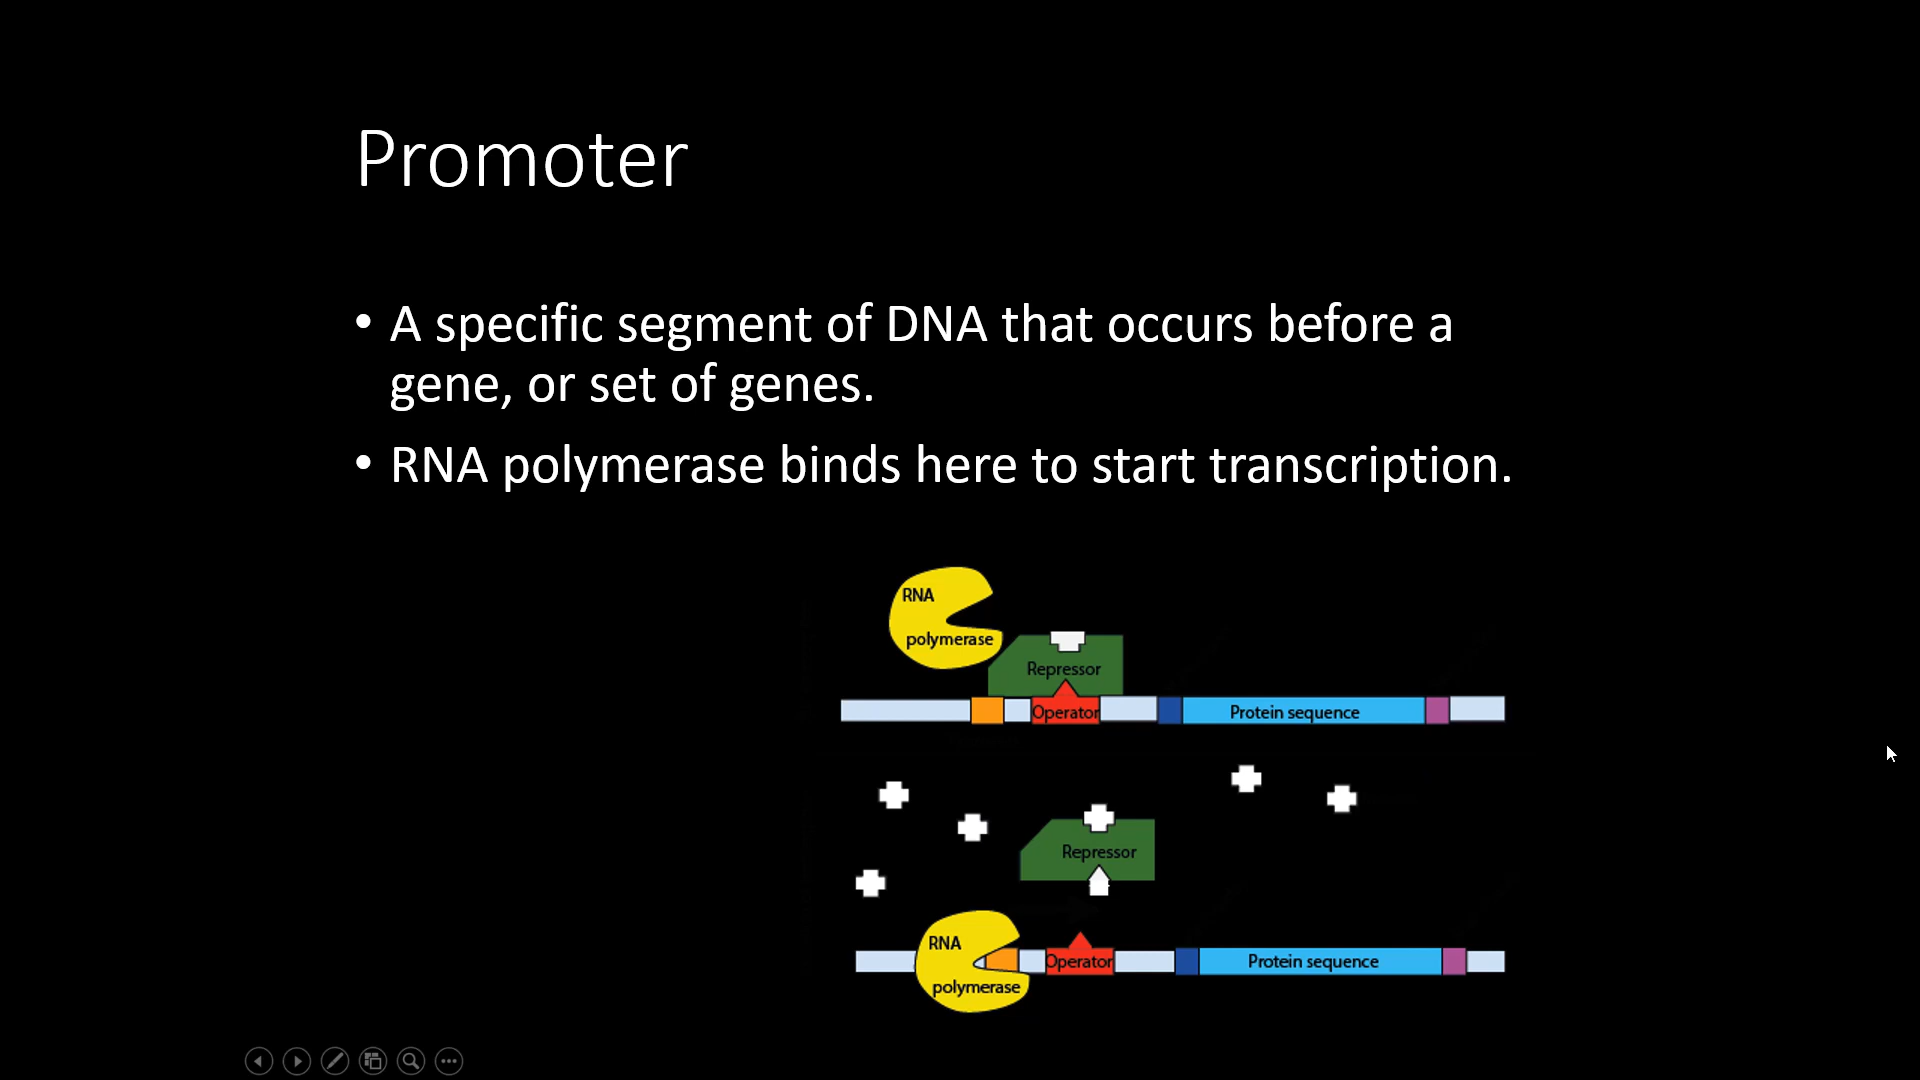 Promoter
• A specific segment of DNA that occurs before a
gene, or set of genes.
• RNA polymerase binds here to start transcription.
RNA
polymerase
Repressor
Operator
Protein sequence
Repressor
RNA
polymerase
Operator
Protein sequence